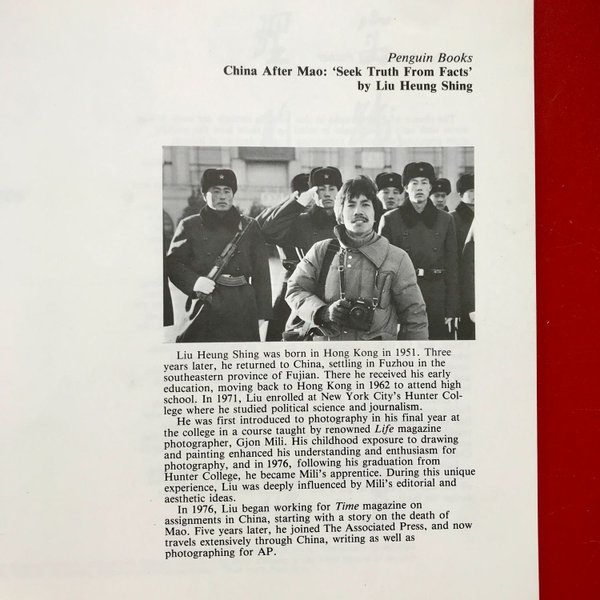 Penguin Books
China After Mao: ‘Seek Truth From Facts’
by Liu Heung Shing
Liu Heung Shing was born in Hong Kong in 1951. Three
years later, he returned to China, settling in Fuzhou in the
southeastern province of Fujian. There he received his early
education, moving back to Hong Kong in 1962 to attend high
school. In 1971, Liu enrolled at New York City's Hunter Col-
lege where he studied political science and journalism.
He was first introduced to photography in his final year at
the college in a course taught by renowned Life magazine
photographer, Gjon Mili. His childhood exposure to drawing
and painting enhanced his understanding and enthusiasm for
photography, and in 1976, following his graduation from
Hunter College, he became Mili's apprentice. During this unique
experience, Liu was deeply influenced by Mili's editorial and
aesthetic ideas.
In 1976, Liu began working for Time magazine on
assignments in China, starting with a story on the death of
Mao. Five years later, he joined The Associated Press, and now
travels extensively through China, writing as well as
photographing for AP.